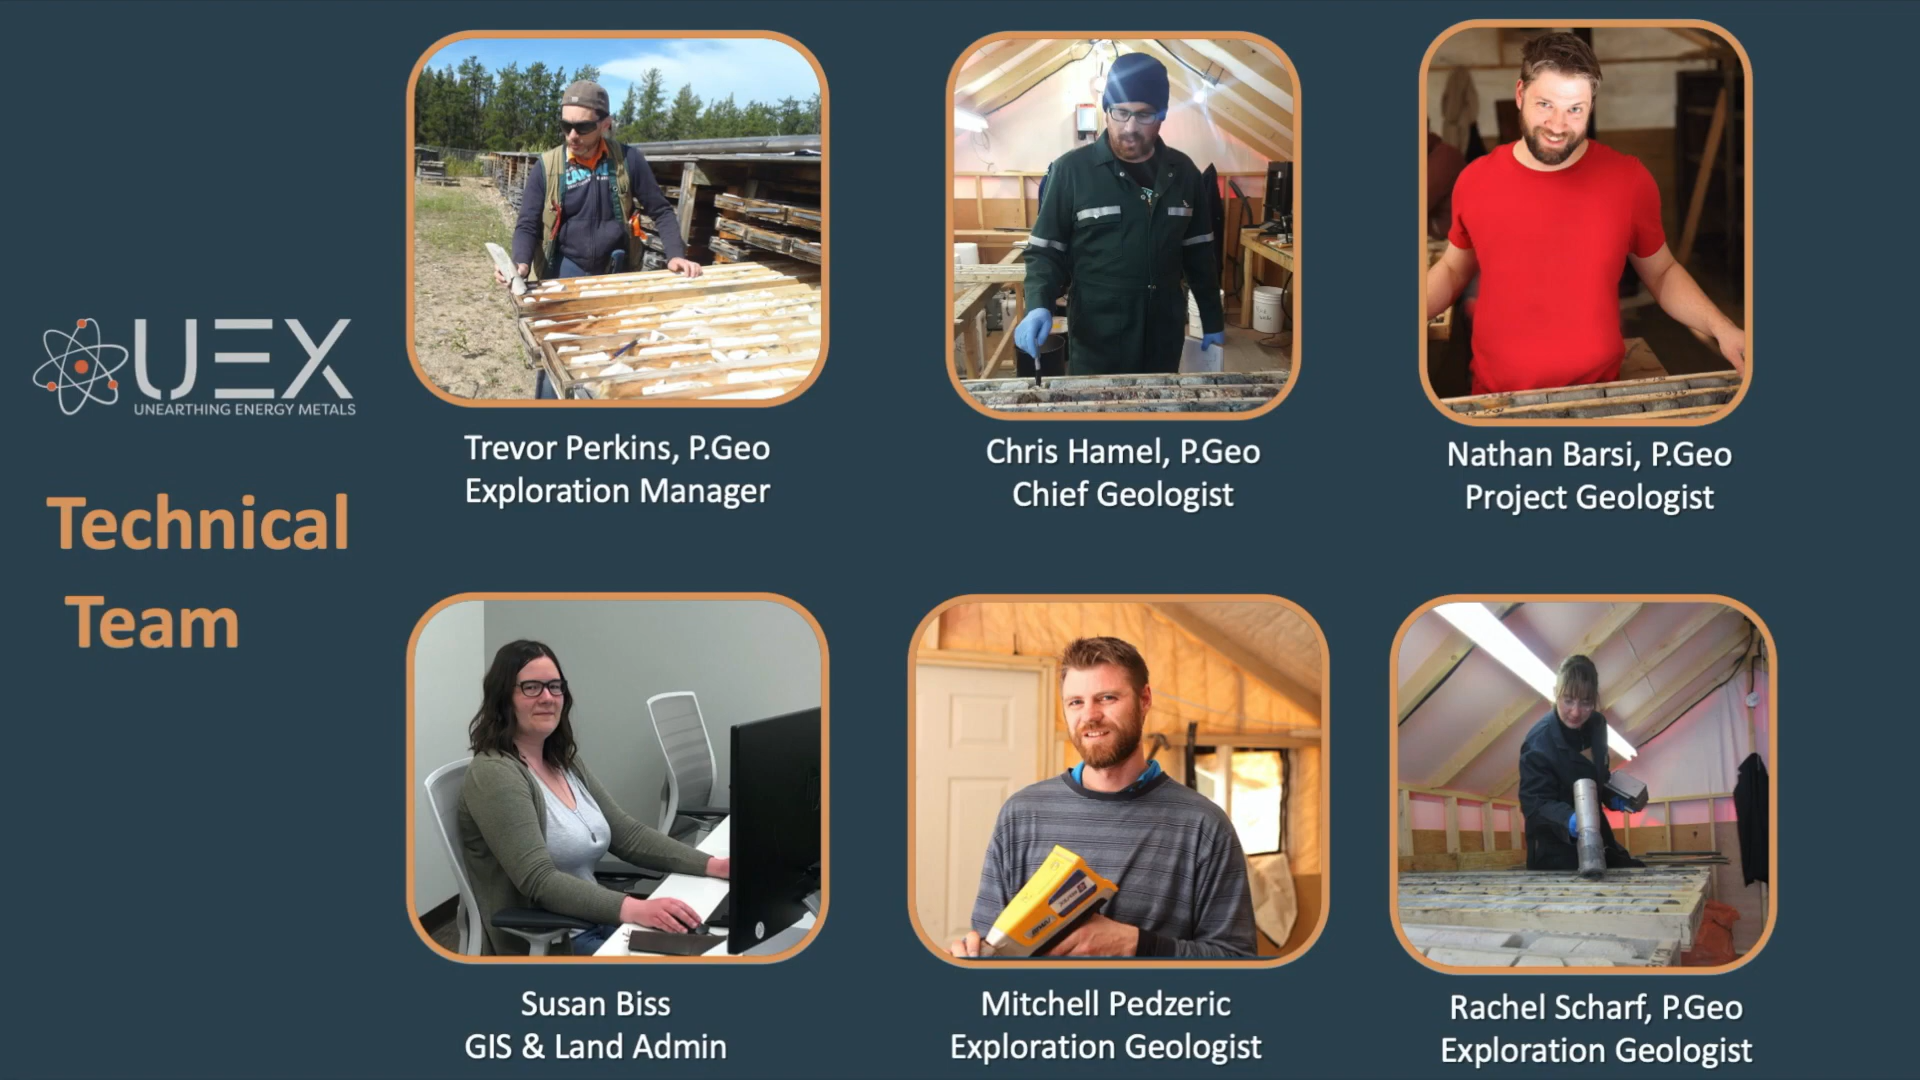 UEX
UNEARTHING ENERGY METALS
Technical
Team
Trevor Perkins, P.Geo
Exploration Manager
Chris Hamel, P.Geo
Chief Geologist
Nathan Barsi, P.Geo
Project Geologist
Susan Biss
GIS & Land Admin
Mitchell Pedzeric
Exploration Geologist
Rachel Scharf, P.Geo
Exploration Geologist